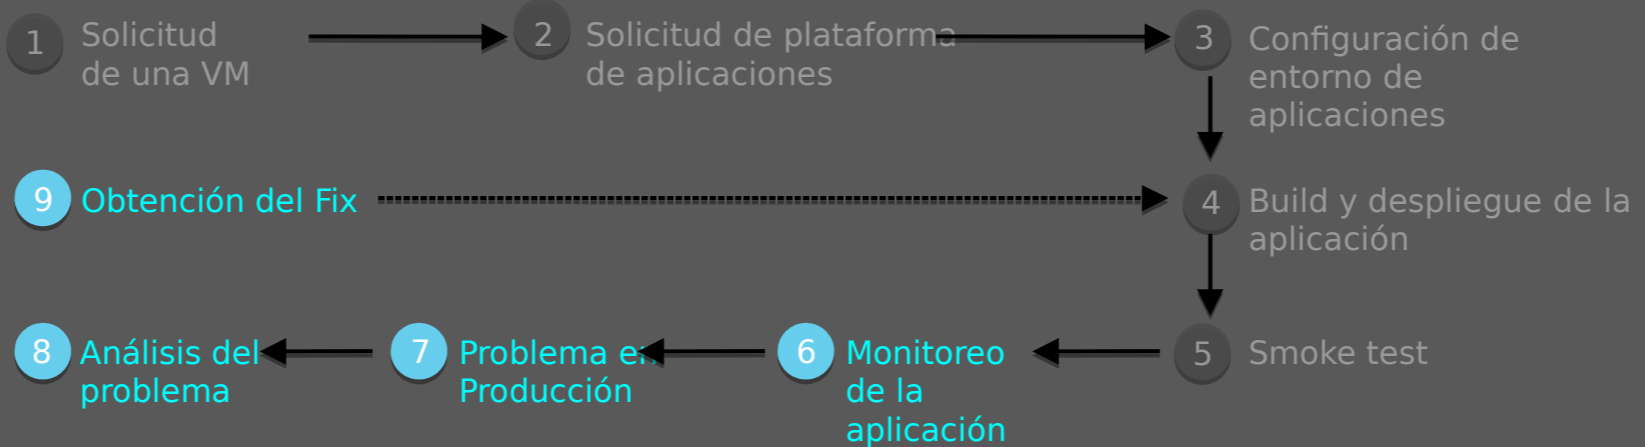 1
Solicitud
de una VM
2
Solicitud de plataforma
de aplicaciones
3
Configuración de
entorno de
aplicaciones
9
Obtención del Fix
4
Build y despliegue de la
aplicación
8
Análisis del
problema
7
Problema en
Producción
6
Monitoreo
de la
aplicación
5
Smoke test